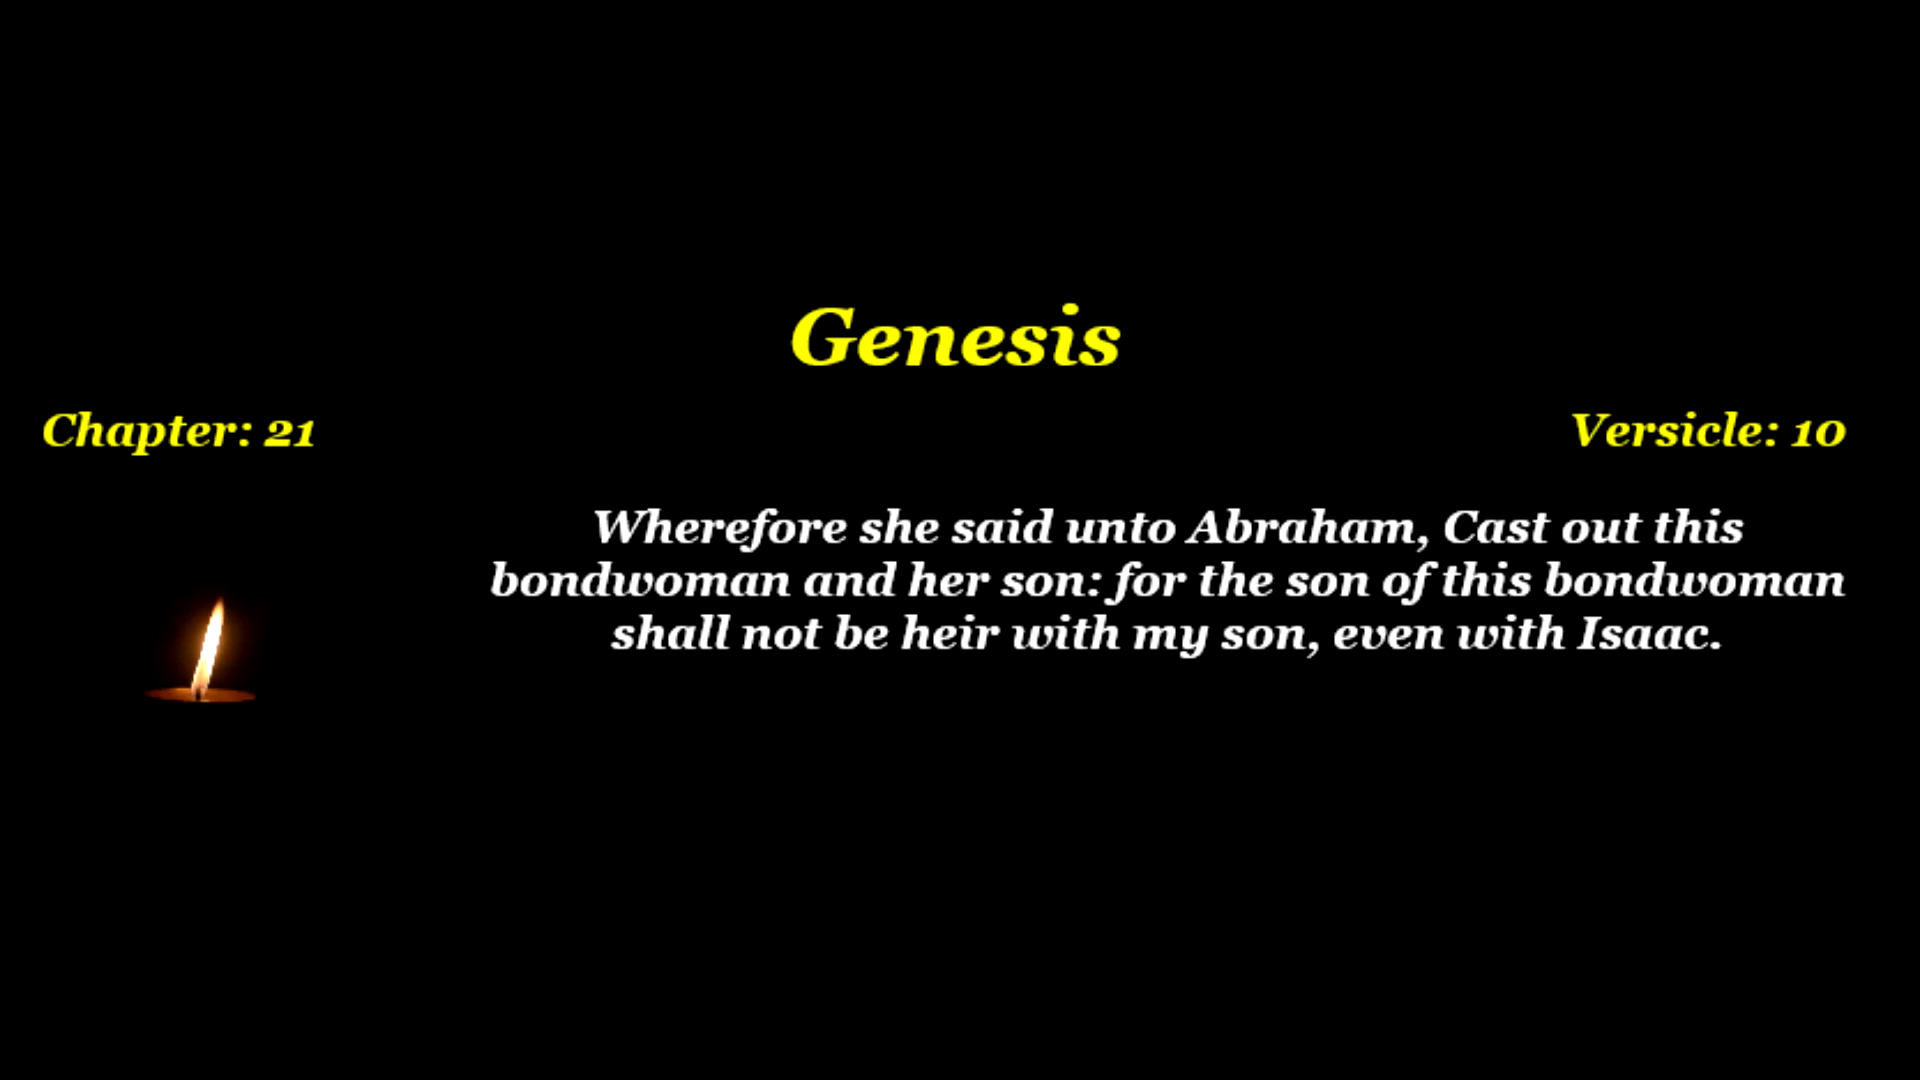 Genesis
Chapter: 21
Versicle: 10
Wherefore she said unto Abraham, Cast out this
bondwoman and her son: for the son of this bondwoman
shall not be heir with my son, even with Isaac.